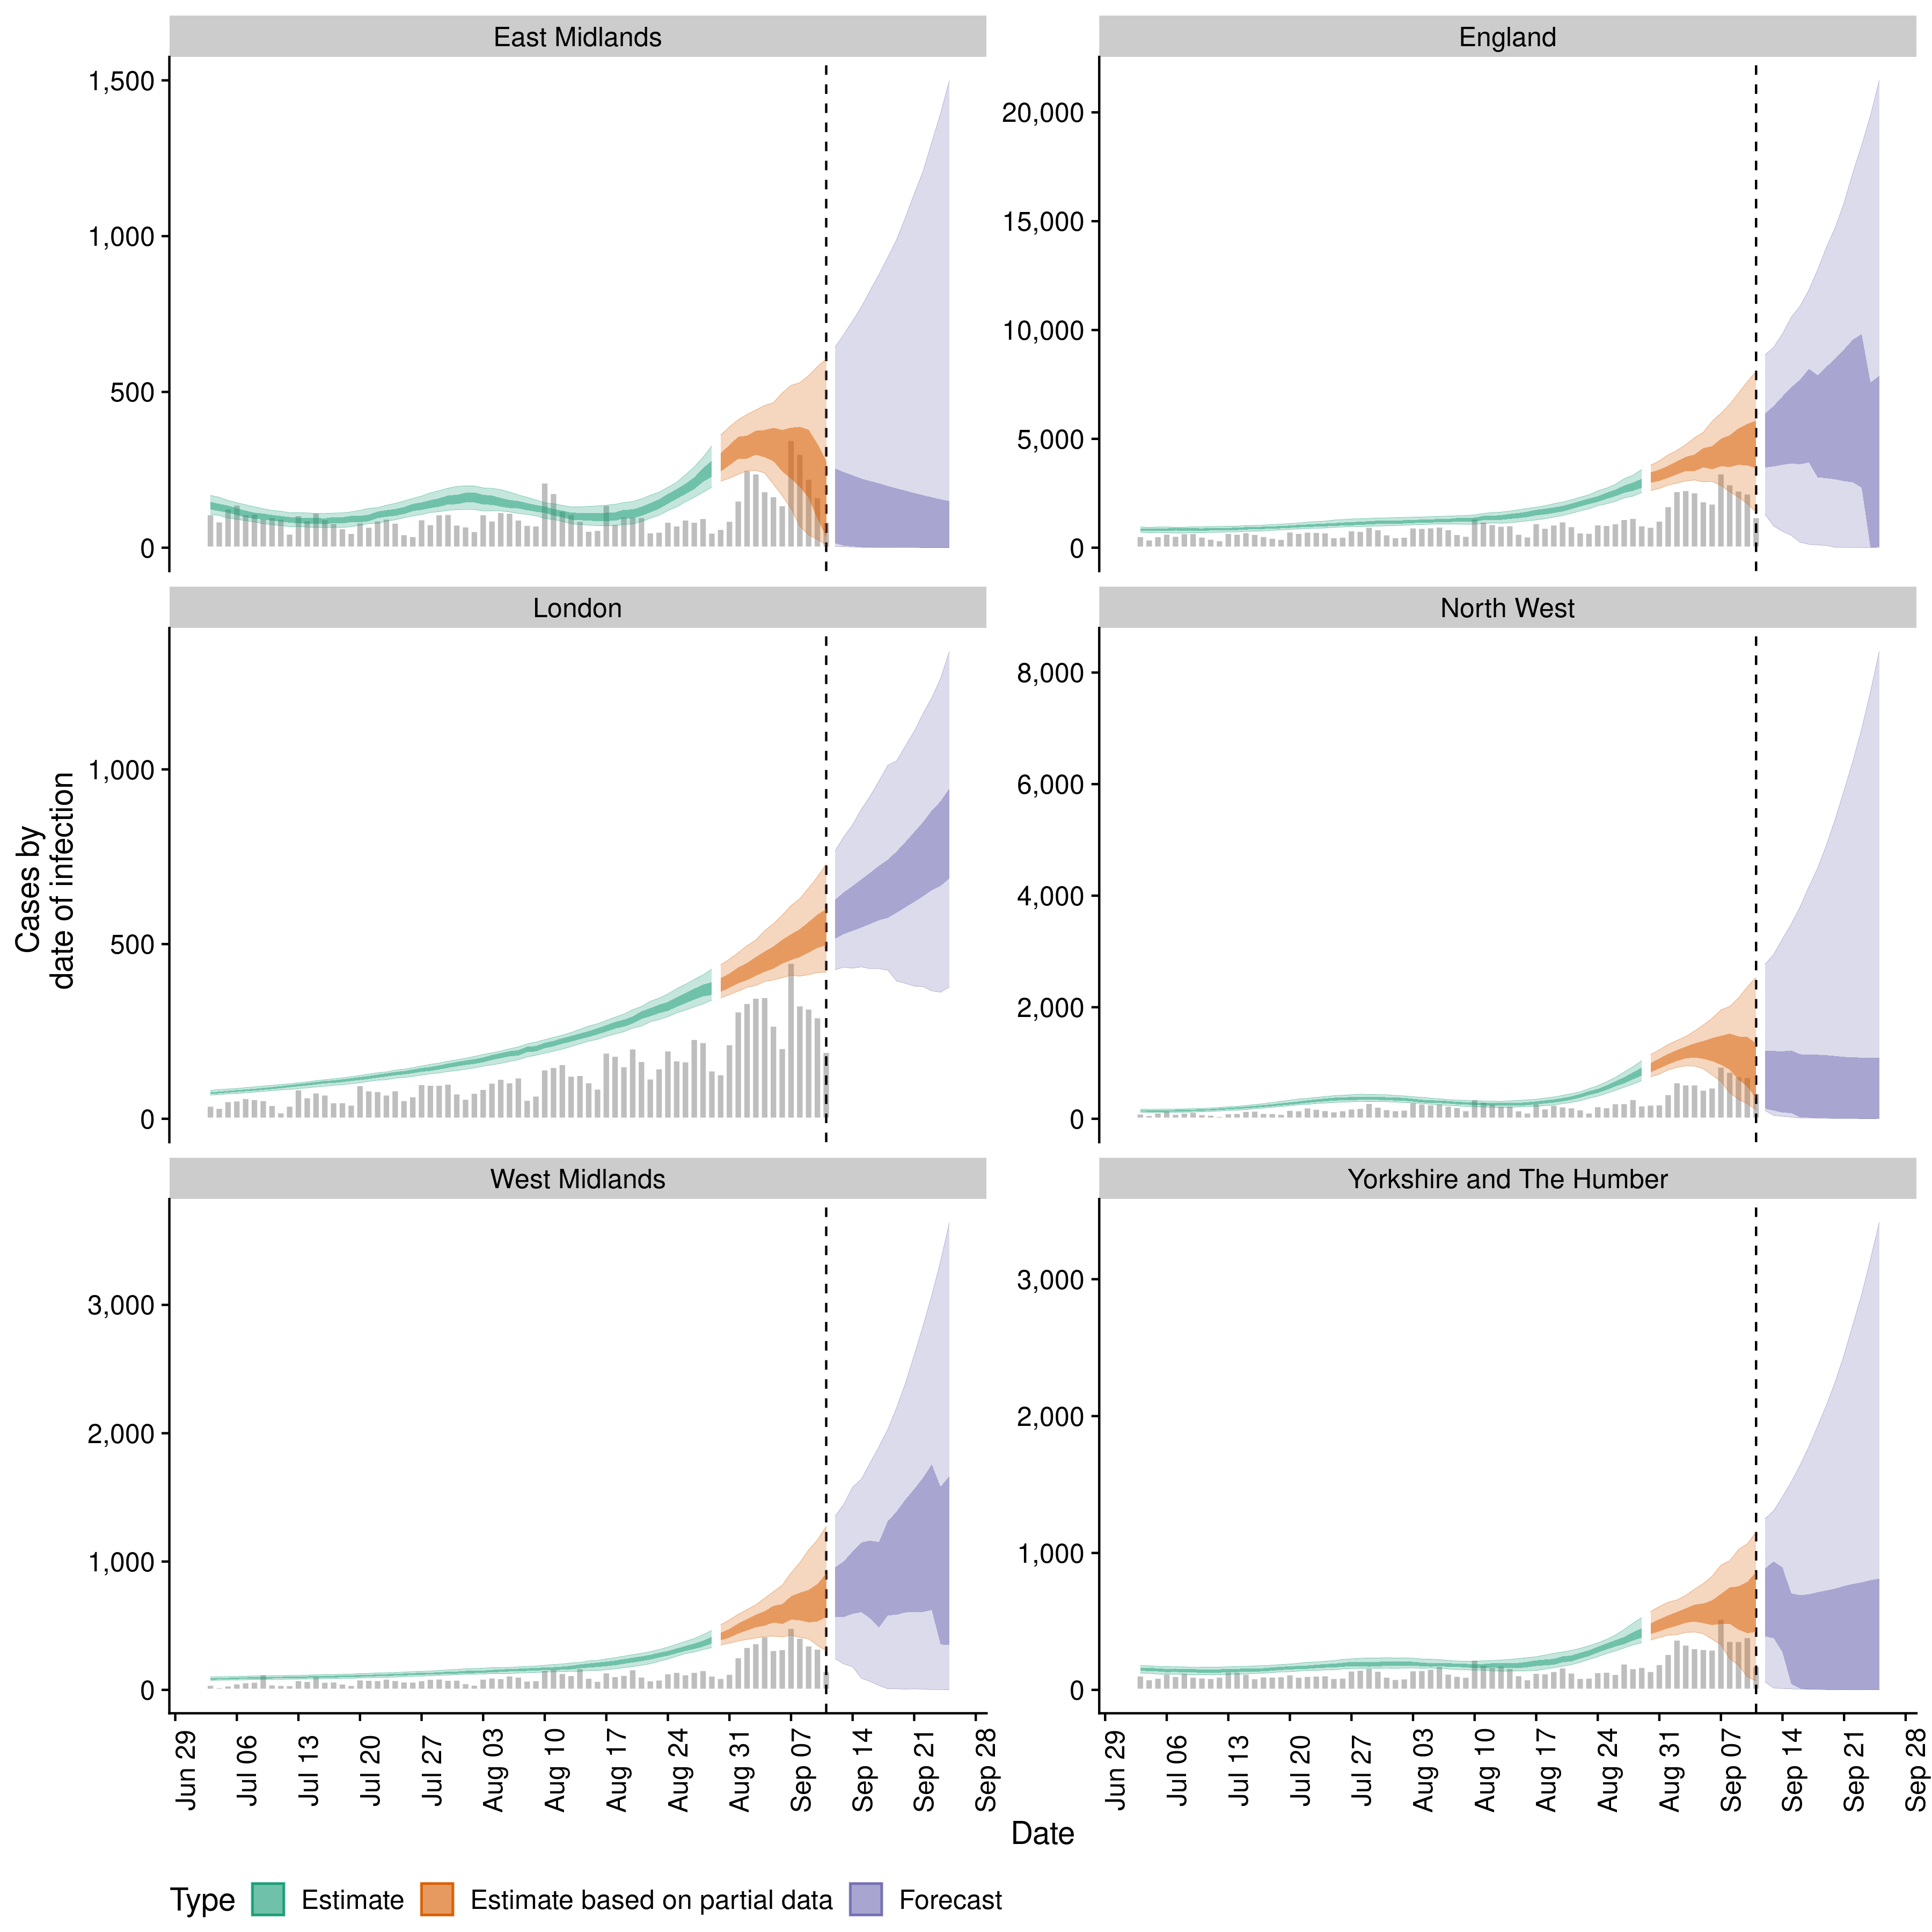 East Midlands
England
1,500
1,000
500
0
20,000
15,000
10,000
5,000
0
London
North West
1,000
500
0
8,000
6,000
4,000
2,000
0
West Midlands
Yorkshire and The Humber
3,000
2,000
1,000
0
3,000
2,000
1,000
0
Cases by
date of infection
Jun 29
Jul 06
Jul 13
Jul 20
Jul 27
Aug 03
Aug 10
Aug 17
Aug 24
Aug 31
Sep 07
Sep 14
Sep 21
Sep 28
Jun 29
Jul 06
Jul 13
Jul 20
Jul 27
Aug 03
Aug 10
Aug 17
Aug 24
Aug 31
Sep 07
Sep 14
Sep 21
Sep 28
Date
Type Estimate Estimate based on partial data Forecast